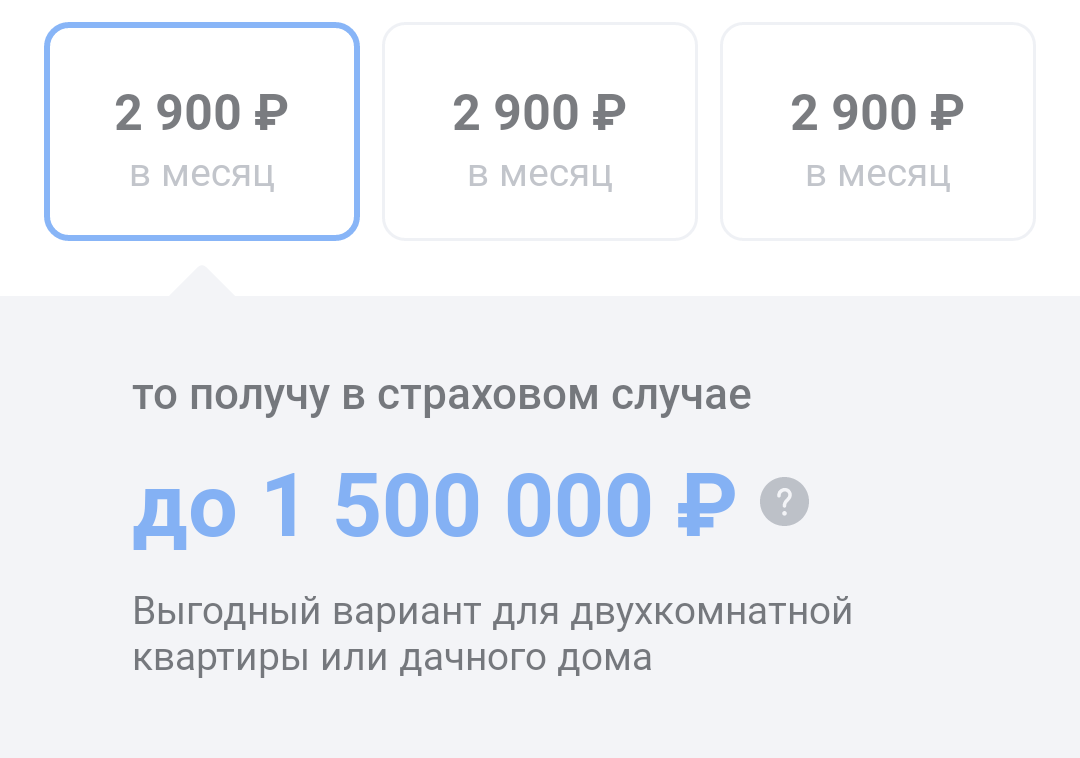 2 900 ₽ 2 900 ₽ 2 900 ₽
в месяц в месяц в месяц
то получу в страховом случае
до 1 500 000 ₽ ?
Выгодный вариант для двухкомнатной
квартиры или дачного дома